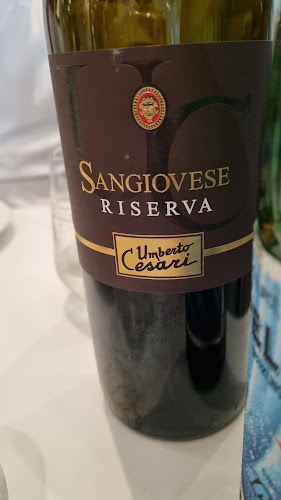 UC
SANGIOVESE
RISERVA
Umberto
Cesari